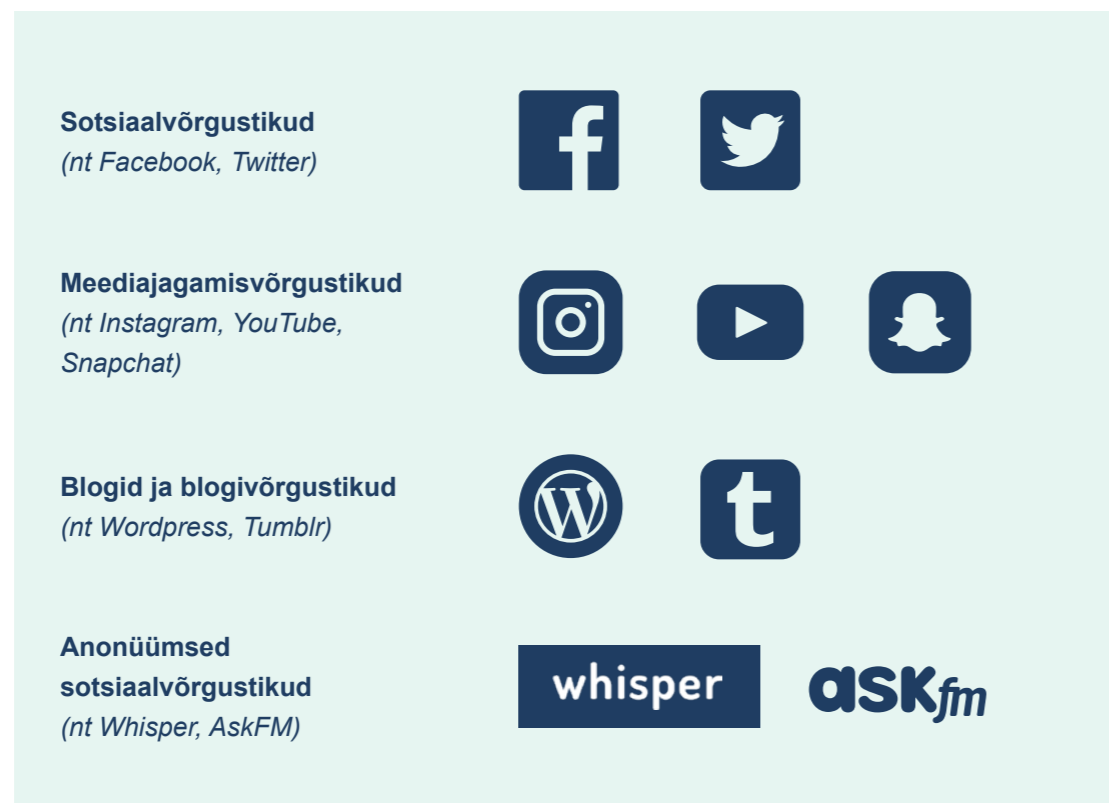 Sotsiaalvõrgustikud
(nt Facebook, Twitter)
Meediajagamisvõrgustikud
(nt Instagram, YouTube,
Snapchat)
Blogid ja blogivõrgustikud
(nt Wordpress, Tumblr)
Anonüümsed
sotsiaalvõrgustikud
(nt Whisper, AskFM)
whisper
askfm